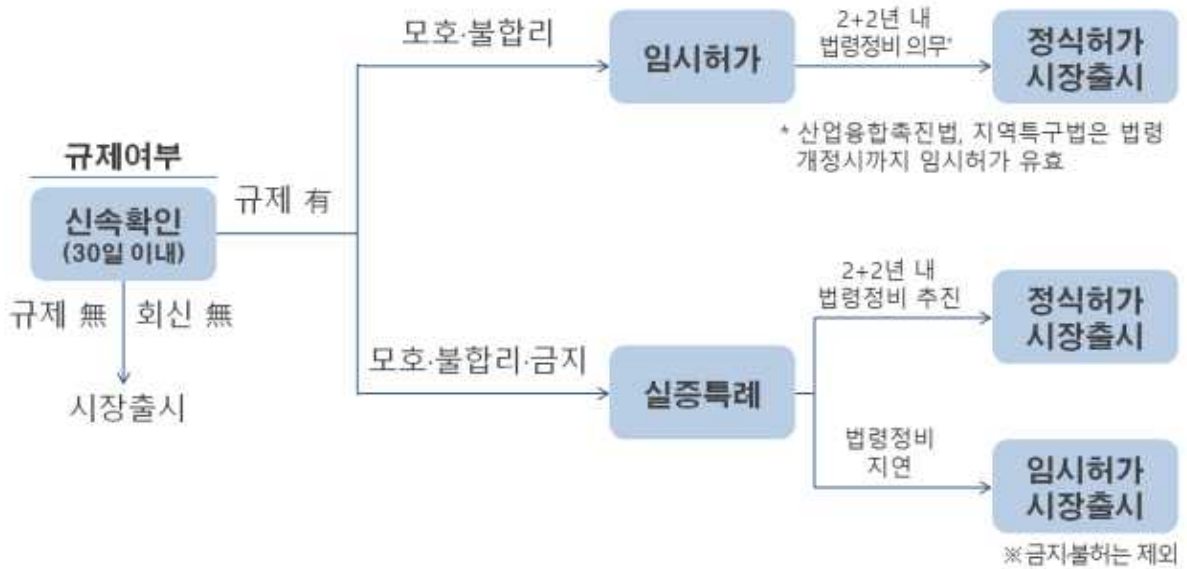 규제여부
신속확인
(30일 이내)
규제 無
회신 無
시장출시
규제 有
모호·불합리
임시허가
2+2년 내
법령정비 의무*
정식허가
시장출시
* 산업융합촉진법, 지역특구법은 법령
개정시까지 임시허가 유효
모호·불합리·금지
실증특례
2+2년 내
법령정비 추진
정식허가
시장출시
법령정비
지연
임시허가
시장출시
※금지·불허는 제외